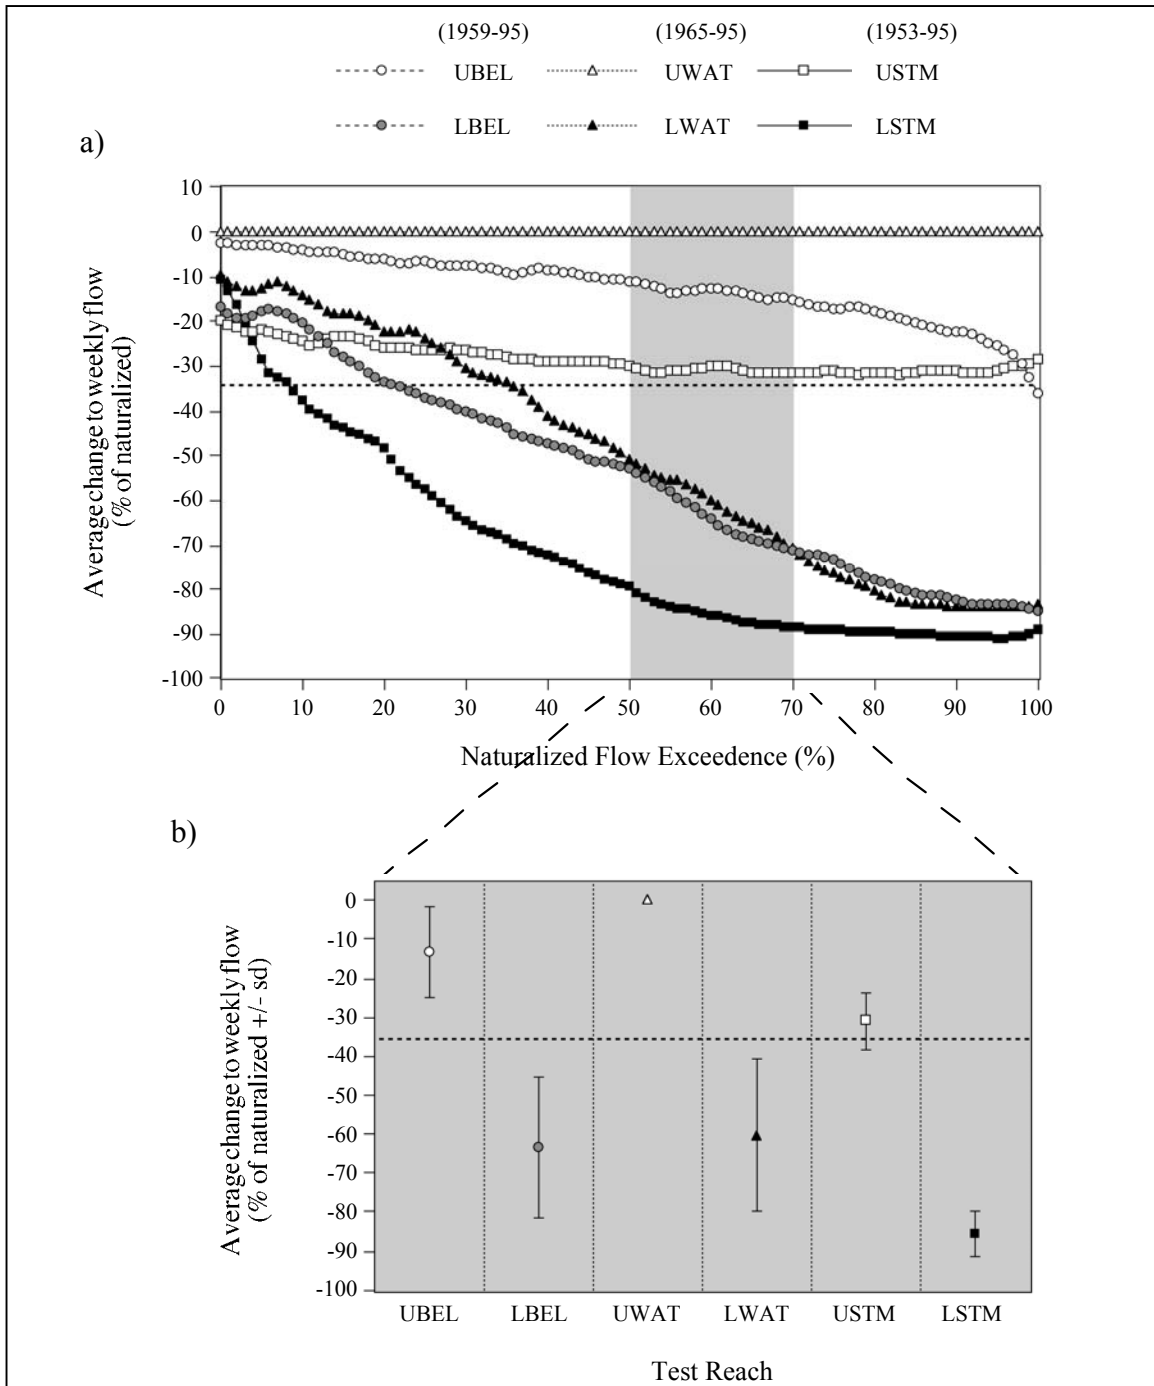 (1959-95) (1965-95) (1953-95)
UBEL UWAT USTM
LBEL LWAT LSTM
a)
10
0
-10
-20
-30
-40
-50
-60
-70
-80
-90
-100
Average change to weekly flow
(% of naturalized)
0 10 20 30 40 50 60 70 80 90 100
Naturalized Flow Exceedence (%)
b)
0
-10
-20
-30
-40
-50
-60
-70
-80
-90
-100
Average change to weekly flow
(% of naturalized +/- sd)
UBEL LBEL UWAT LWAT USTM LSTM
Test Reach